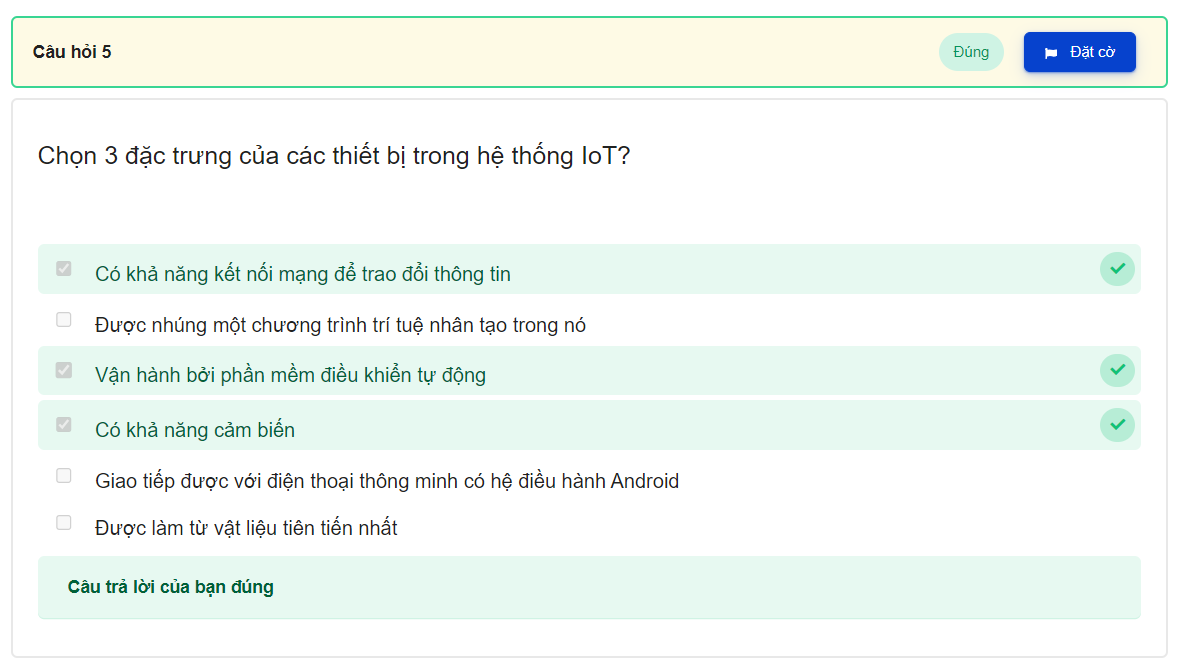 Câu hỏi 5
Đúng
Đặt cờ
Chọn 3 đặc trưng của các thiết bị trong hệ thống IoT?
Có khả năng kết nối mạng để trao đổi thông tin
Được nhúng một chương trình trí tuệ nhân tạo trong nó
Vận hành bởi phần mềm điều khiển tự động
Có khả năng cảm biến
Giao tiếp được với điện thoại thông minh có hệ điều hành Android
Được làm từ vật liệu tiên tiến nhất
Câu trả lời của bạn đúng